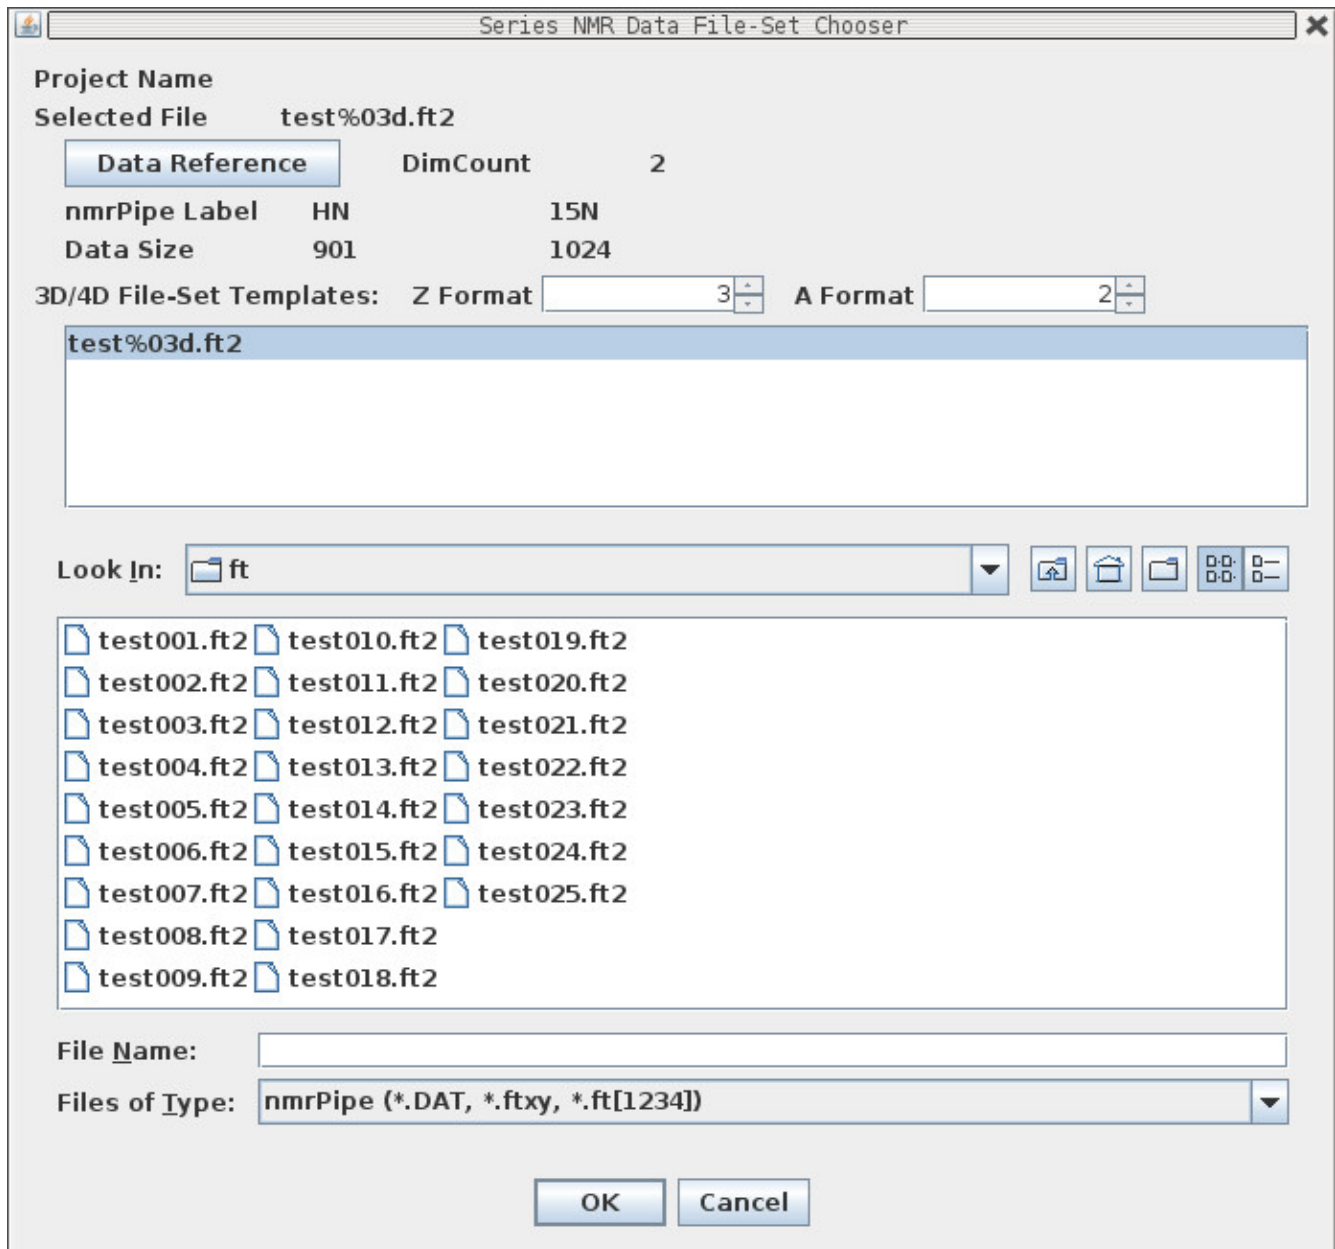 Series NMR Data File-Set Chooser
Project Name
Selected File test%03d.ft2
Data Reference DimCount 2
nmrPipe Label HN 15N
Data Size 901 1024
3D/4D File-Set Templates: Z Format 3 A Format 2
test%03d.ft2
Look In: ft
test001.ft2 test010.ft2 test019.ft2
test002.ft2 test011.ft2 test020.ft2
test003.ft2 test012.ft2 test021.ft2
test004.ft2 test013.ft2 test022.ft2
test005.ft2 test014.ft2 test023.ft2
test006.ft2 test015.ft2 test024.ft2
test007.ft2 test016.ft2 test025.ft2
test008.ft2 test017.ft2
test009.ft2 test018.ft2
File Name:
Files of Type: nmrPipe (*.DAT, *.ftxy, *.ft[1234])
OK Cancel